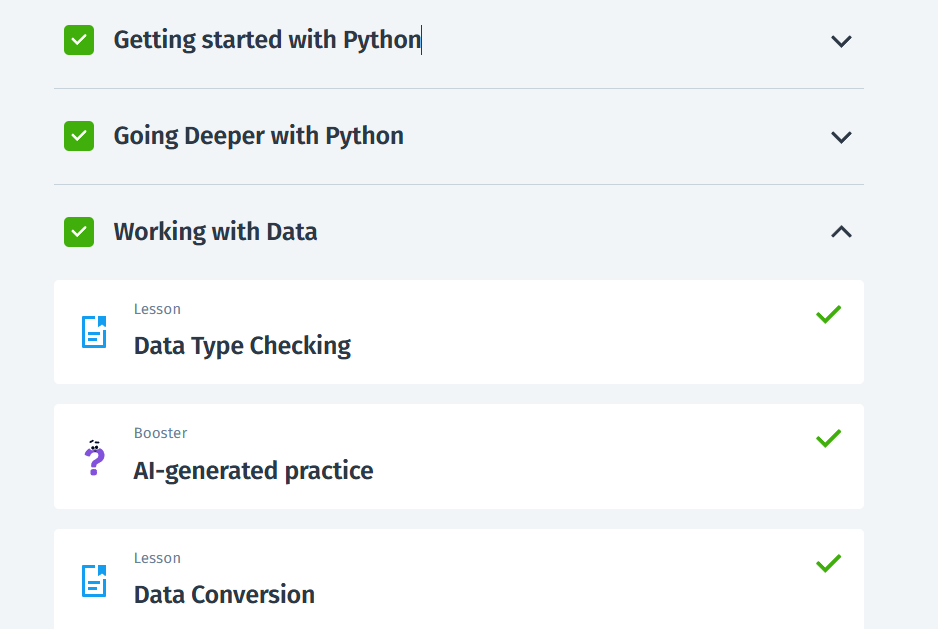 Getting started with Python
Going Deeper with Python
Working with Data
Lesson
Data Type Checking
Booster
AI-generated practice
Lesson
Data Conversion